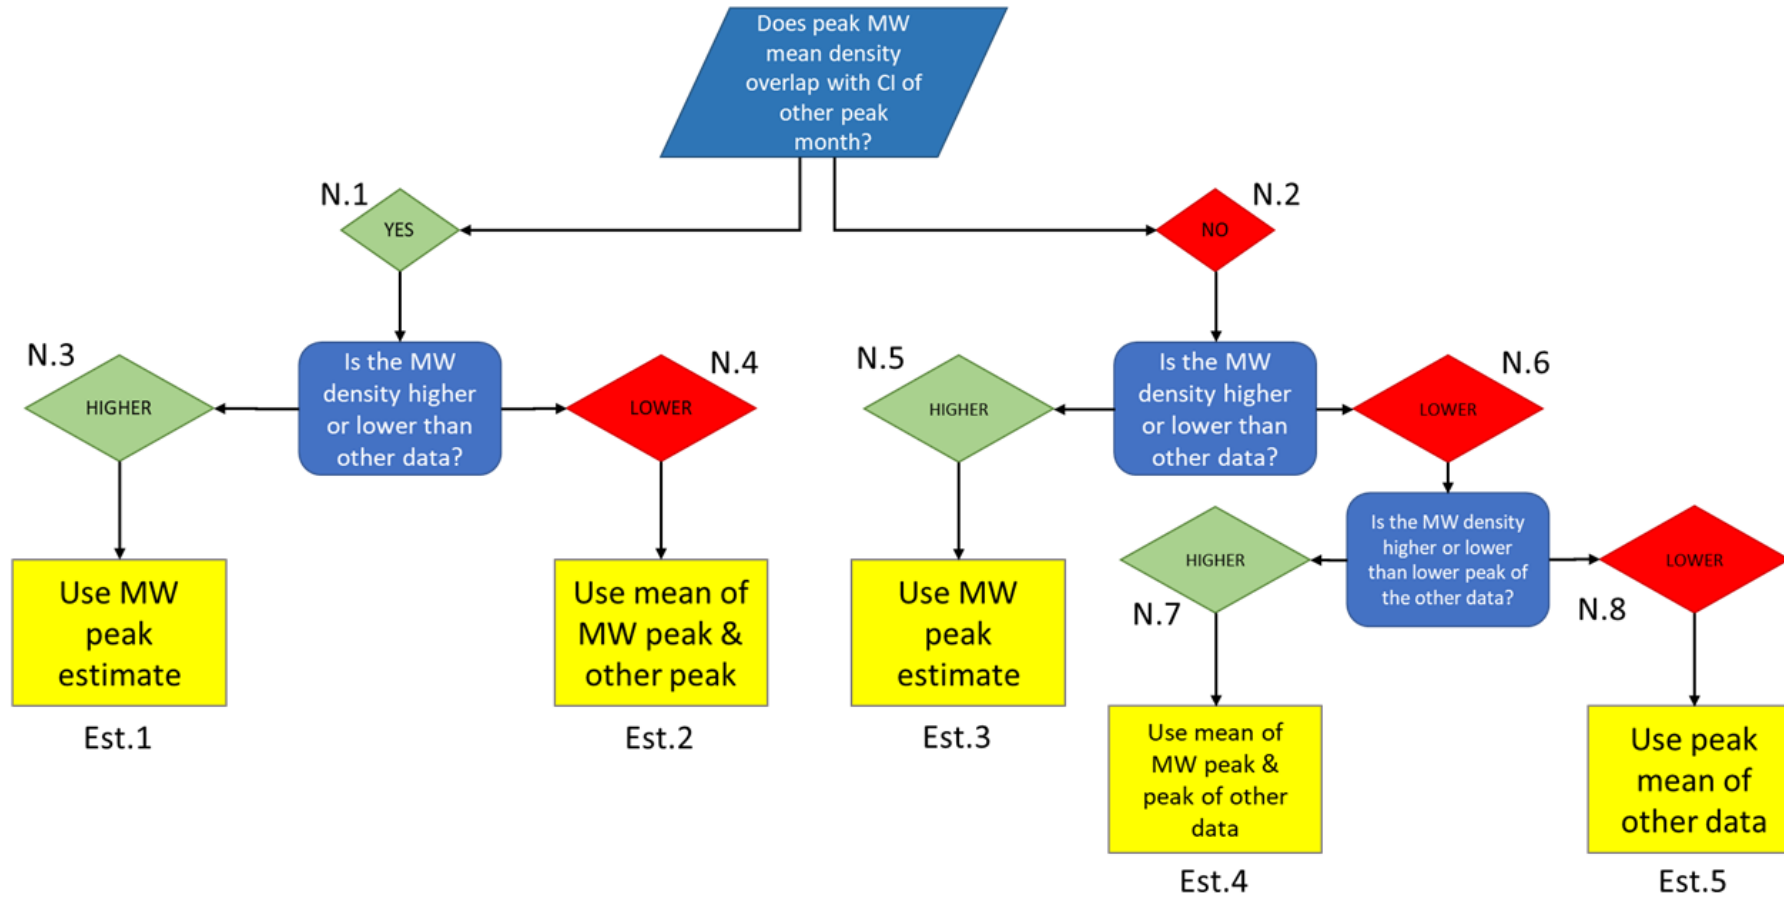 Does peak MW
mean density
overlap with CI of
other peak
month?
N.1
YES
N.2
NO
N.3
HIGHER
Is the MW
density higher
or lower than
other data?
N.4
LOWER
N.5
HIGHER
Is the MW
density higher
or lower than
other data?
N.6
LOWER
Use MW
peak
estimate
Est.1
Use mean of
MW peak &
other peak
Est.2
Use MW
peak
estimate
Est.3
HIGHER
N.7
Is the MW density
higher or lower
than lower peak of
the other data?
LOWER
N.8
Use mean of
MW peak &
peak of other
data
Est.4
Use peak
mean of
other data
Est.5